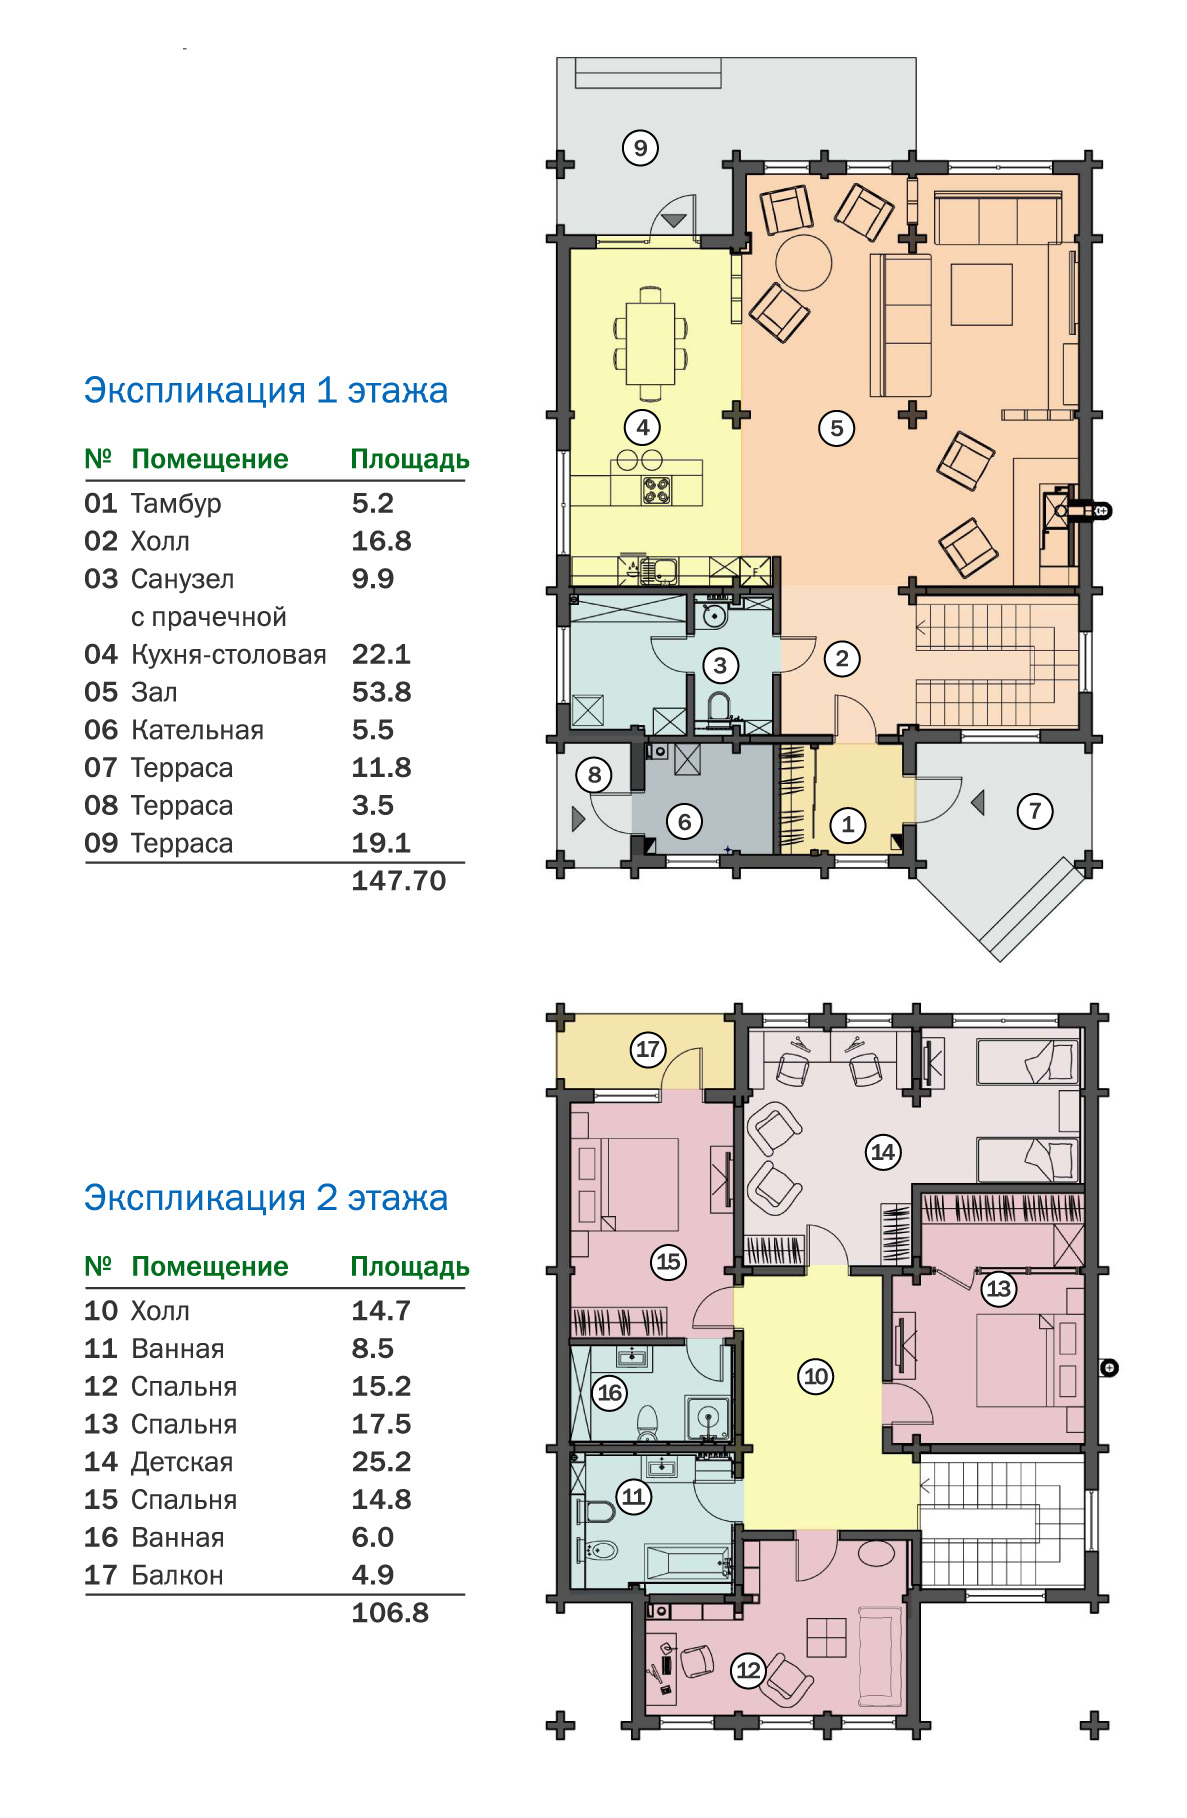 Экспликация 1 этажа
№ Помещение Площадь
01 Тамбур 5.2
02 Холл 16.8
03 Санузел 9.9
с прачечной
04 Кухня-столовая 22.1
05 Зал 53.8
06 Кательная 5.5
07 Терраса 11.8
08 Терраса 3.5
09 Терраса 19.1
147.70
9
4
5
F
3
2
8
6
1
7
Экспликация 2 этажа
№ Помещение Площадь
10 Холл 14.7
11 Ванная 8.5
12 Спальня 15.2
13 Спальня 17.5
14 Детская 25.2
15 Спальня 14.8
16 Ванная 6.0
17 Балкон 4.9
106.8
17
14
15
13
10
16
11
12